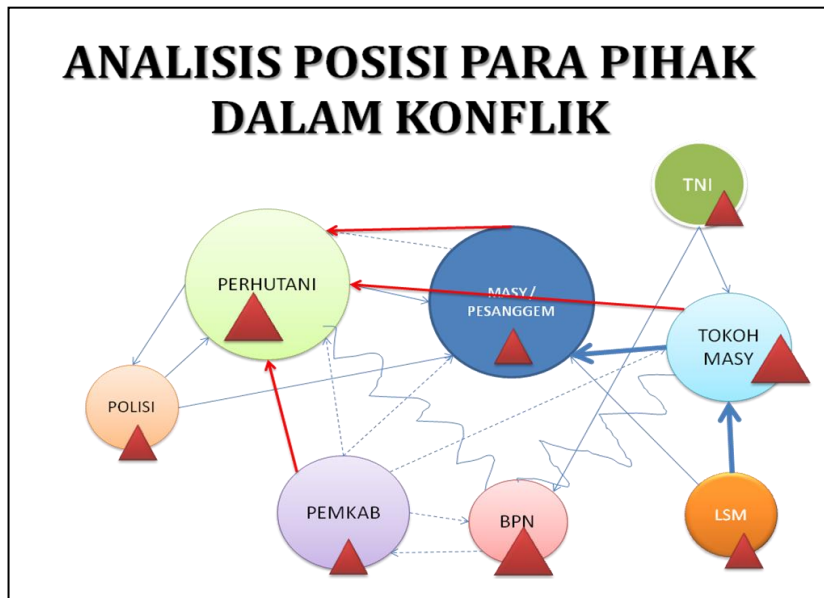 ANALISIS POSISI PARA PIHAK
DALAM KONFLIK
TNI
PERHUTANI
MASY/
PESANGGEM
TOKOH
MASY
POLISI
PEMKAB
BPN
LSM